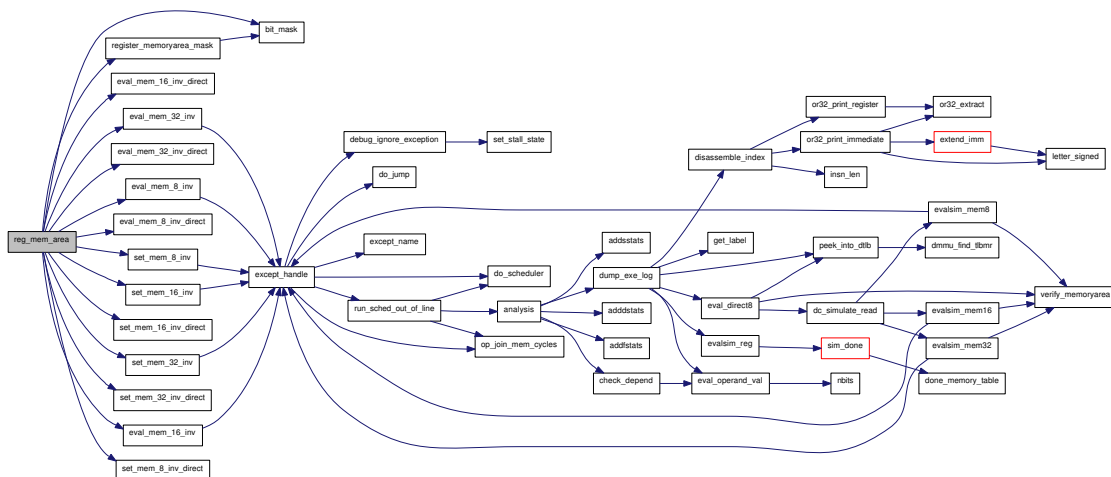 reg_mem_area
bit_mask
register_memoryarea_mask
eval_mem_16_inv_direct
eval_mem_32_inv
eval_mem_32_inv_direct
eval_mem_8_inv
eval_mem_8_inv_direct
set_mem_8_inv
set_mem_16_inv
set_mem_16_inv_direct
set_mem_32_inv
set_mem_32_inv_direct
eval_mem_16_inv
set_mem_8_inv_direct
except_handle
debug_ignore_exception
set_stall_state
do_jump
except_name
do_scheduler
run_sched_out_of_line
op_join_mem_cycles
analysis
addsstats
dump_exe_log
adddstats
addfstats
check_depend
disassemble_index
get_label
eval_direct8
evalsim_reg
eval_operand_val
or32_print_register
or32_print_immediate
insn_len
peek_into_dtlb
dc_simulate_read
sim_done
nbits
or32_extract
extend_imm
letter_signed
evalsim_mem8
dmmu_find_tlbmr
evalsim_mem16
evalsim_mem32
done_memory_table
verify_memoryarea